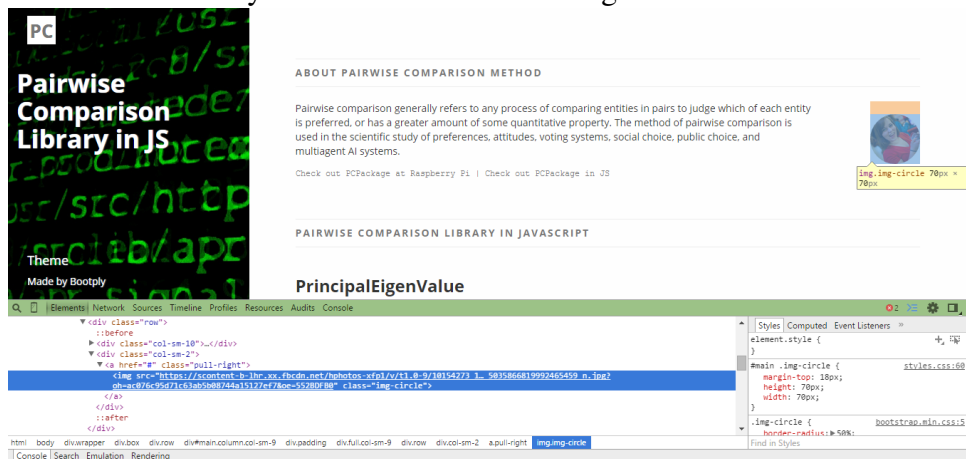 PC
Pairwise
Comparison
Library in JS
Theme
Made by Bootply
ABOUT PAIRWISE COMPARISON METHOD
Pairwise comparison generally refers to any process of comparing entities in pairs to judge which of each entity
is preferred, or has a greater amount of some quantitative property. The method of pairwise comparison is
used in the scientific study of preferences, attitudes, voting systems, social choice, public choice, and
multiagent AI systems.
Check out PCPackage at Raspberry Pi | Check out PCPackage in JS
img.img-circle 70px ×
70px
PAIRWISE COMPARISON LIBRARY IN JAVASCRIPT
PrincipalEigenValue
Elements Network Sources Timeline Profiles Resources Audits Console
2
▼<div class="row">
::before
▶<div class="col-sm-10">…</div>
▼<div class="col-sm-2">
▼<a href="#" class="pull-right">
<img src="https://scontent-b-lhr.xx.fbcdn.net/hphotos-xfp1/v/t1.0-9/10154273_1… 5035866819992465459_n.jpg?
oh=ac076c95d71c63ab5b08744a15127ef7&oe=552BDFB0" class="img-circle">
</a>
</div>
::after
</div>
Styles Computed Event Listeners »
element.style {
}
#main .img-circle { styles.css:60
margin-top: 18px;
height: 70px;
width: 70px;
}
.img-circle { bootstrap.min.css:5
border-radius:▶50%;
Find in Styles
html body div.wrapper div.box div.row div#main.column.col-sm-9 div.padding div.full.col-sm-9 div.row div.col-sm-2 a.pull-right img.img-circle
Console Search Emulation Rendering